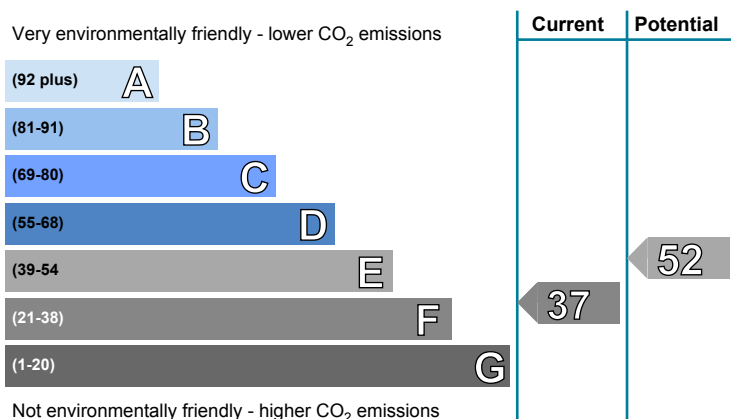 Very environmentally friendly - lower CO2 emissions
Current
Potential
(92 plus) A
(81-91) B
(69-80) C
(55-68) D
(39-54 E
52
(21-38) F
37
(1-20) G
Not environmentally friendly - higher CO2 emissions